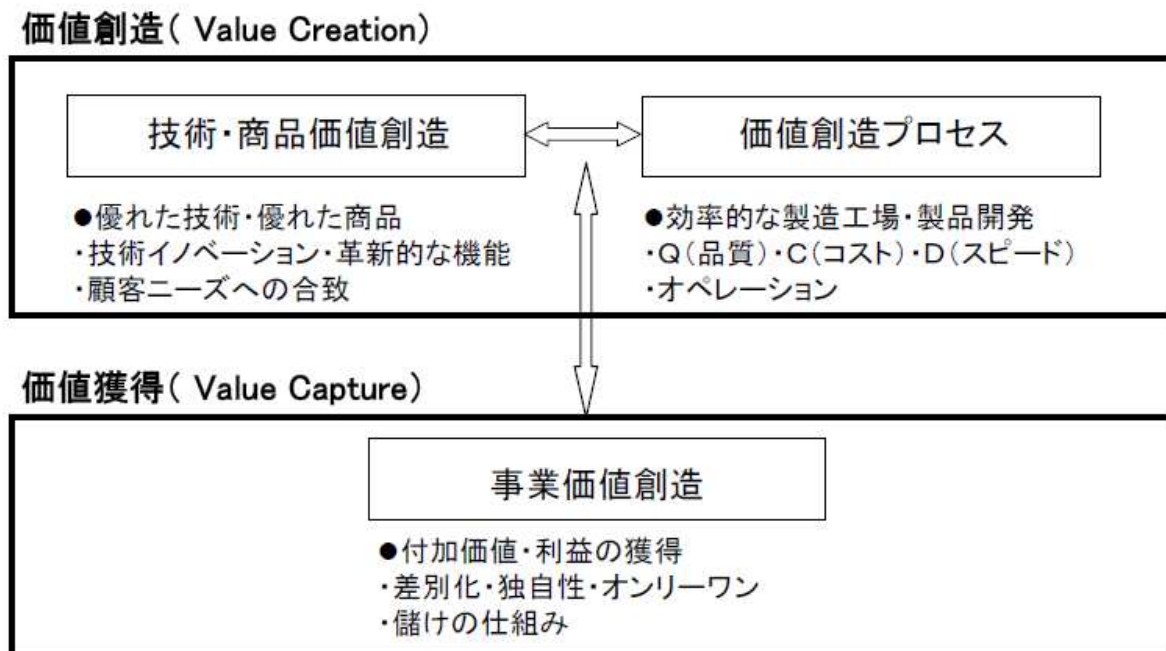 価値創造( Value Creation)
技術・商品価値創造
価値創造プロセス
●優れた技術・優れた商品
・技術イノベーション・革新的な機能
・顧客ニーズへの合致
●効率的な製造工場・製品開発
・Q(品質)・C(コスト)・D(スピード)
・オペレーション
価値獲得( Value Capture)
事業価値創造
●付加価値・利益の獲得
・差別化・独自性・オンリーワン
・儲けの仕組み